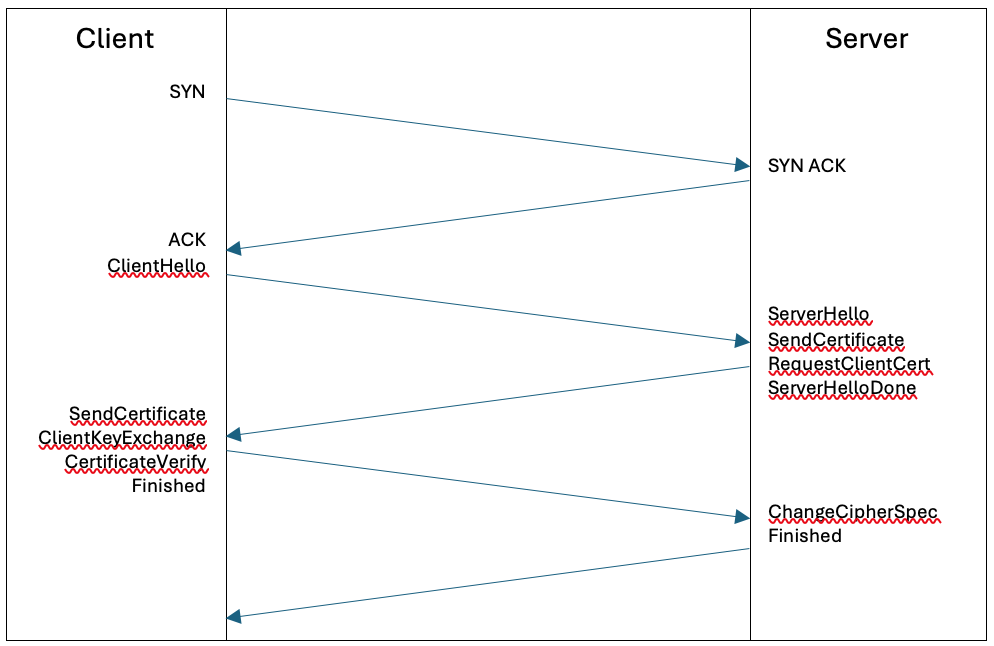 Client
Server
SYN
SYN ACK
ACK
ClientHello
ServerHello
SendCertificate
RequestClientCert
ServerHelloDone
SendCertificate
ClientKeyExchange
CertificateVerify
Finished
ChangeCipherSpec
Finished